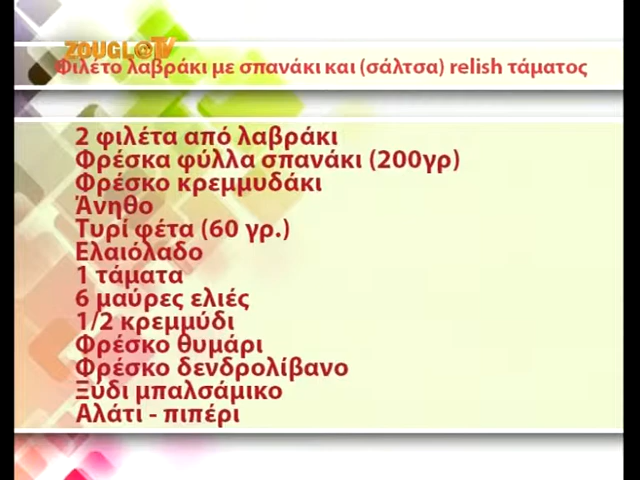 ZOUGL@TV
Φιλέτο λαβράκι με σπανάκι και (σάλτσα) relish τάματος
2 φιλέτα από λαβράκι
Φρέσκα φύλλα σπανάκι (200γρ)
Φρέσκο κρεμμυδάκι
Άνηθο
Τυρί φέτα (60 γρ.)
Ελαιόλαδο
1 τάματα
6 μαύρες ελιές
1/2 κρεμμύδι
Φρέσκο θυμάρι
Φρέσκο δενδρολίβανο
Ξύδι μπαλσάμικο
Αλάτι - πιπέρι